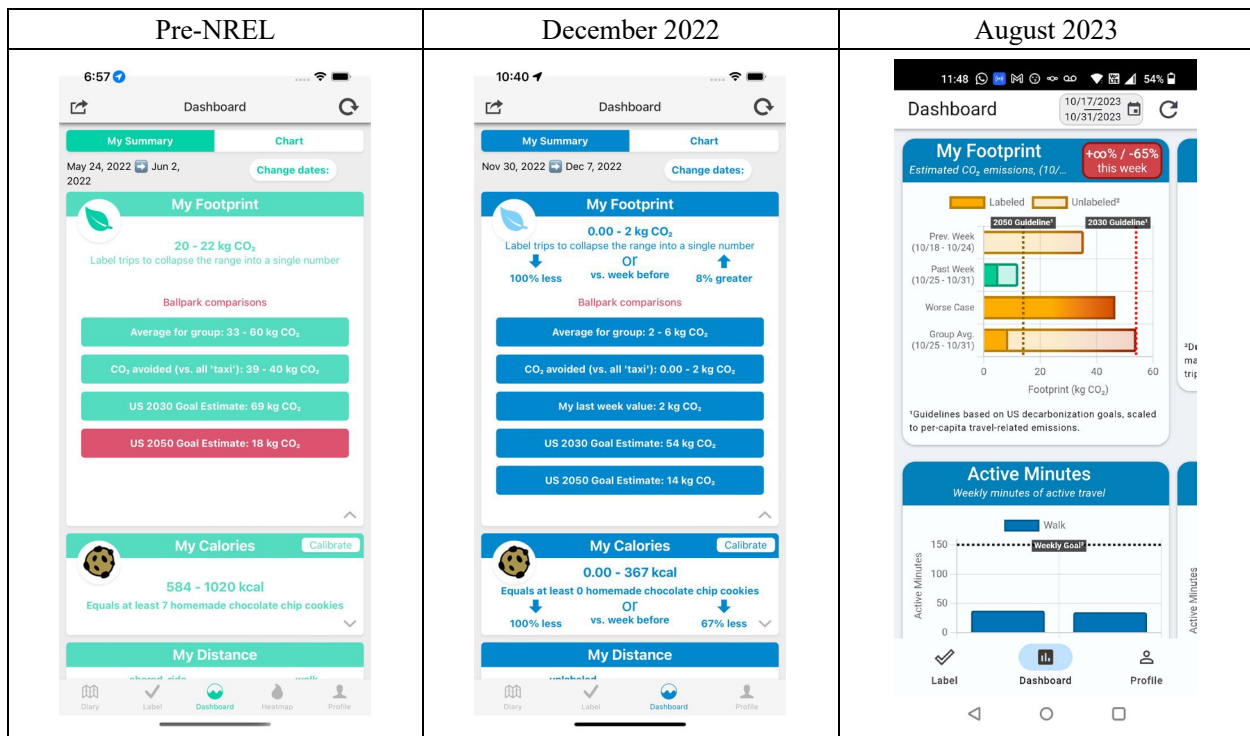 Pre-NREL
December 2022
August 2023
6:57
Dashboard
My Summary
Chart
May 24, 2022 ➡ Jun 2,
2022
Change dates:
My Footprint
20 - 22 kg CO₂
Label trips to collapse the range into a single number
Ballpark comparisons
Average for group: 33 - 60 kg CO₂
CO₂ avoided (vs. all 'taxi'): 39 - 40 kg CO₂
US 2030 Goal Estimate: 69 kg CO₂
US 2050 Goal Estimate: 18 kg CO₂
My Calories
Calibrate
584 - 1020 kcal
Equals at least 7 homemade chocolate chip cookies
My Distance
shared_ride
walk
Diary
Label
Dashboard
Heatmap
Profile
10:40
Dashboard
My Summary
Chart
Nov 30, 2022 ➡ Dec 7, 2022
Change dates:
My Footprint
0.00 - 2 kg CO₂
Label trips to collapse the range into a single number
or
100% less
vs. week before
8% greater
Ballpark comparisons
Average for group: 2 - 6 kg CO₂
CO₂ avoided (vs. all 'taxi'): 0.00 - 2 kg CO₂
My last week value: 2 kg CO₂
US 2030 Goal Estimate: 54 kg CO₂
US 2050 Goal Estimate: 14 kg CO₂
My Calories
Calibrate
0.00 - 367 kcal
Equals at least 0 homemade chocolate chip cookies
or
100% less
vs. week before
67% less
My Distance
unlabeled
Diary
Label
Dashboard
Profile
11:48
54%
Dashboard
10/17/2023
10/31/2023
My Footprint
Estimated CO₂ emissions, (10/...
+∞% / -65%
this week
Labeled
Unlabeled²
2050 Guideline¹
2030 Guideline¹
Prev. Week
(10/18 - 10/24)
Past Week
(10/25 - 10/31)
Worse Case
Group Avg.
(10/25 - 10/31)
0 20 40 60
Footprint (kg CO₂)
¹Guidelines based on US decarbonization goals, scaled
to per-capita travel-related emissions.
Active Minutes
Weekly minutes of active travel
Walk
150
Weekly Goal³
100
50
0
Active Minutes
Active Minutes
Label
Dashboard
Profile